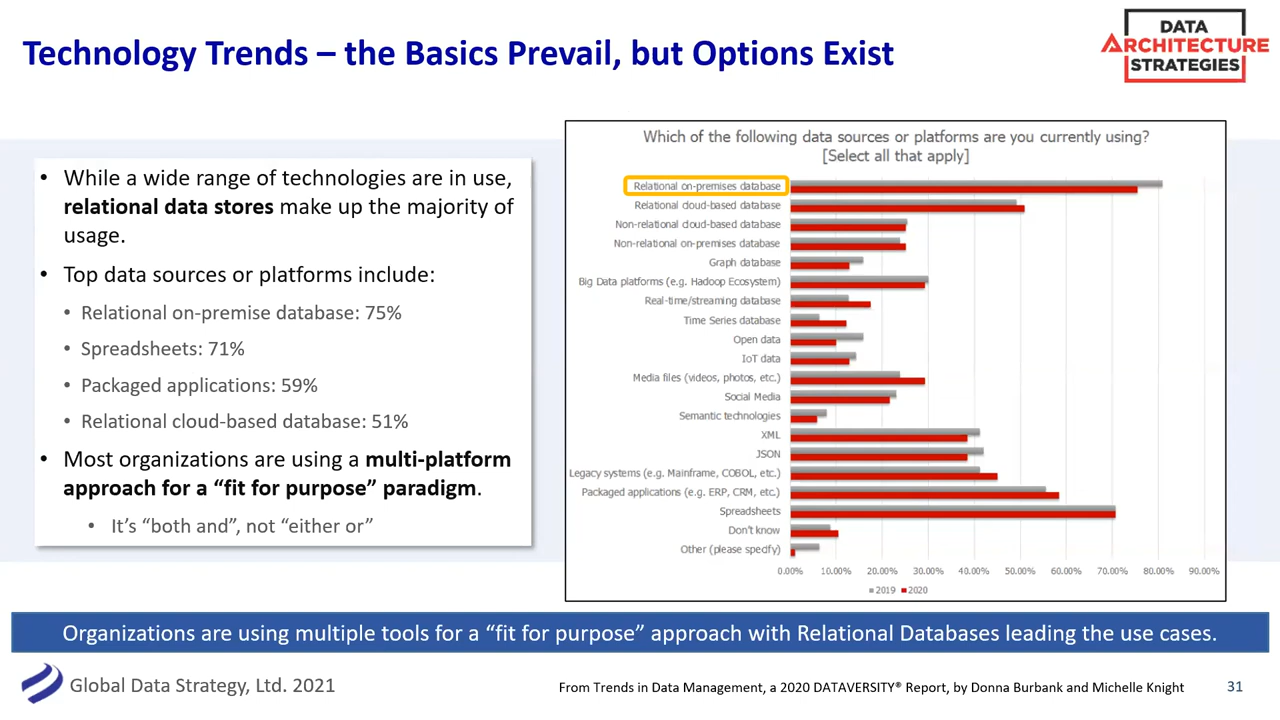 Technology Trends – the Basics Prevail, but Options Exist
DATA
ARCHITECTURE
STRATEGIES
• While a wide range of technologies are in use,
relational data stores make up the majority of
usage.
• Top data sources or platforms include:
• Relational on-premise database: 75%
• Spreadsheets: 71%
• Packaged applications: 59%
• Relational cloud-based database: 51%
• Most organizations are using a multi-platform
approach for a “fit for purpose” paradigm.
• It’s “both and”, not “either or”
Which of the following data sources or platforms are you currently using?
[Select all that apply]
Relational on-premises database
Relational cloud-based database
Non-relational cloud-based database
Non-relational on-premises database
Graph database
Big Data platforms (e.g. Hadoop Ecosystem)
Real-time/streaming database
Time Series database
Open data
IoT data
Media files (videos, photos, etc.)
Social Media
Semantic technologies
XML
JSON
Legacy systems (e.g. Mainframe, COBOL, etc.)
Packaged applications (e.g. ERP, CRM, etc.)
Spreadsheets
Don't know
Other (please specify)
0.00% 10.00% 20.00% 30.00% 40.00% 50.00% 60.00% 70.00% 80.00% 90.00%
2019 2020
Organizations are using multiple tools for a “fit for purpose” approach with Relational Databases leading the use cases.
Global Data Strategy, Ltd. 2021
From Trends in Data Management, a 2020 DATAVERSITY® Report, by Donna Burbank and Michelle Knight
31